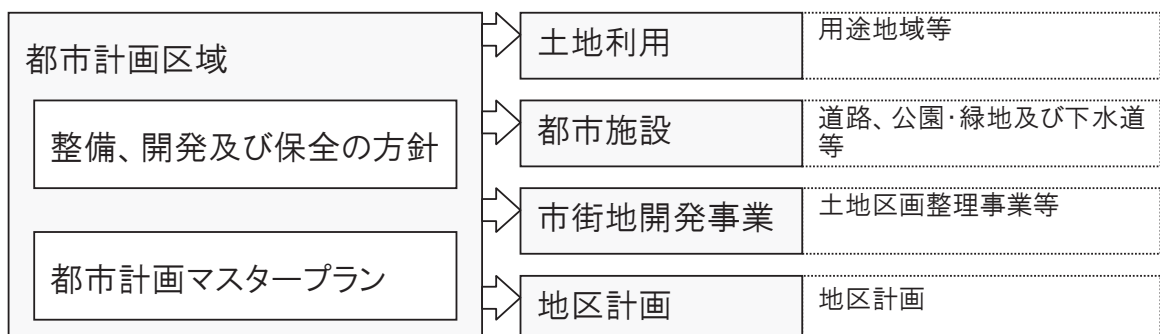 都市計画区域
整備、開発及び保全の方針
都市計画マスタープラン
土地利用
用途地域等
都市施設
道路、公園・緑地及び下水道
等
市街地開発事業
土地区画整理事業等
地区計画
地区計画